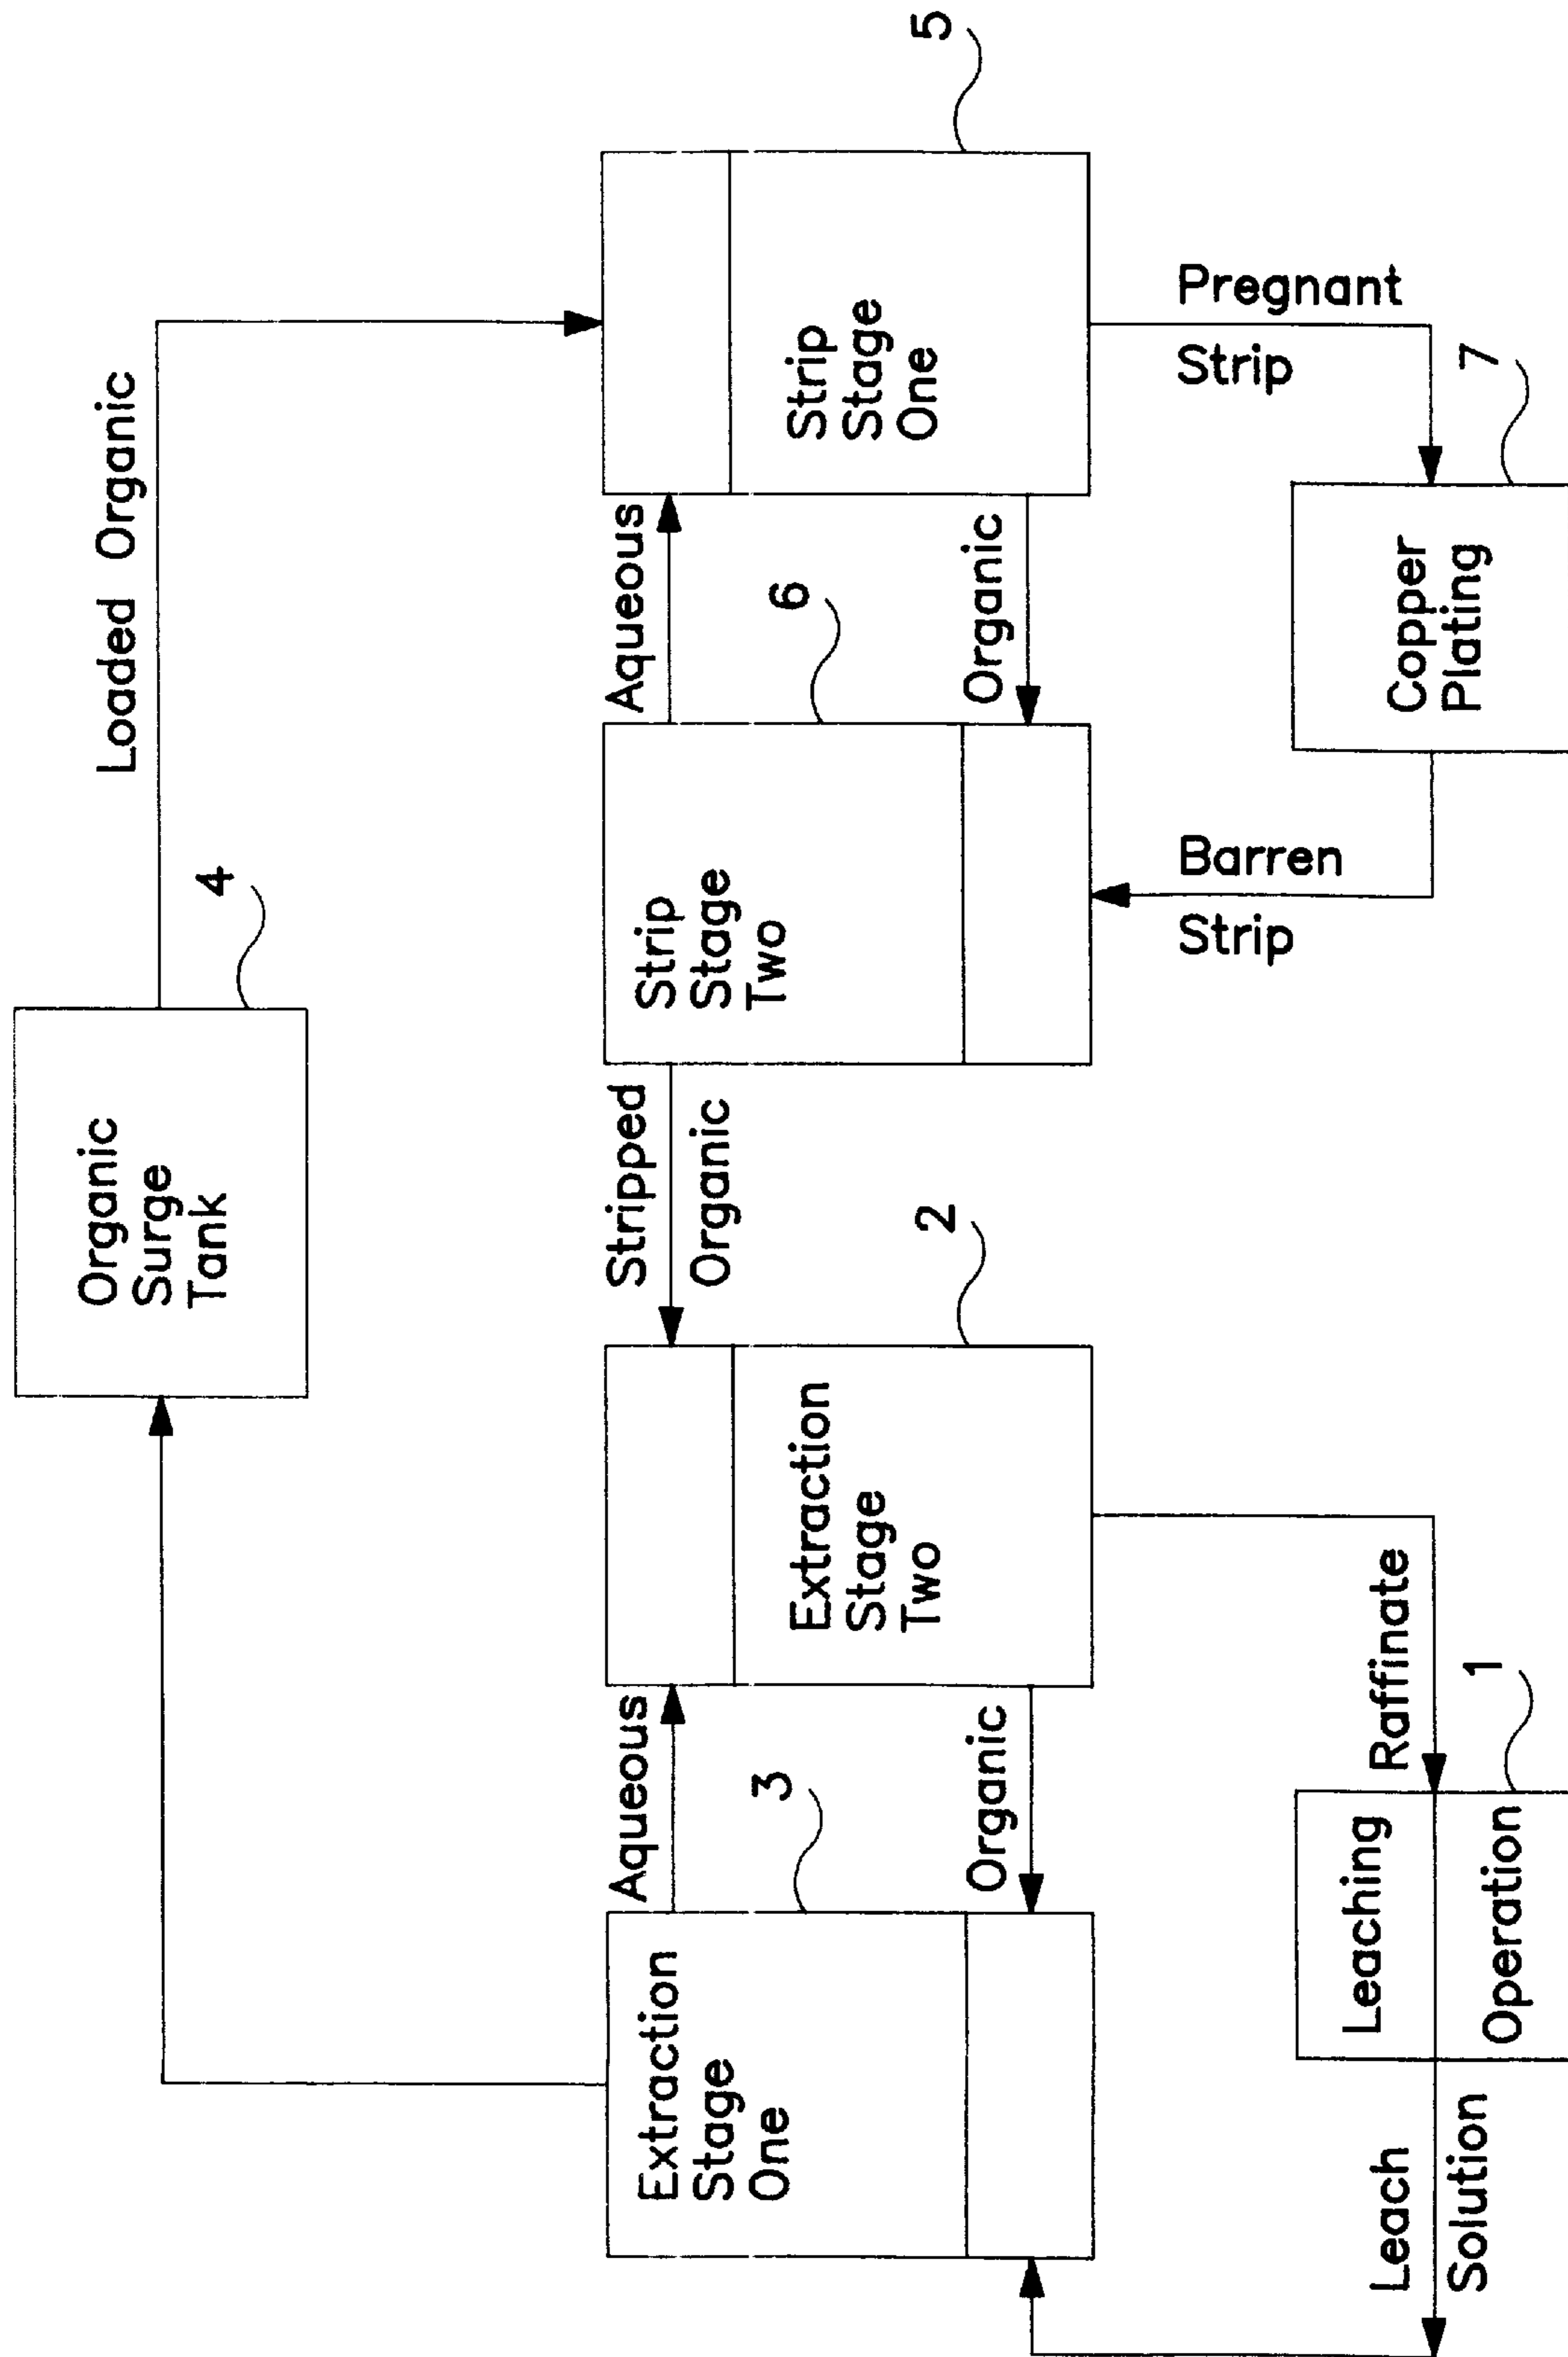 Organic
Surge
Tank
4
Loaded Organic
Extraction
Stage
One
3
Aqueous
Organic
Extraction
Stage
Two
2
Stripped
Organic
Strip
Stage
Two
6
Aqueous
Organic
Strip
Stage
One
5
Leach
Solution
Leaching
Operation
1
Raffinate
Barren
Strip
Copper
Plating
7
Pregnant
Strip